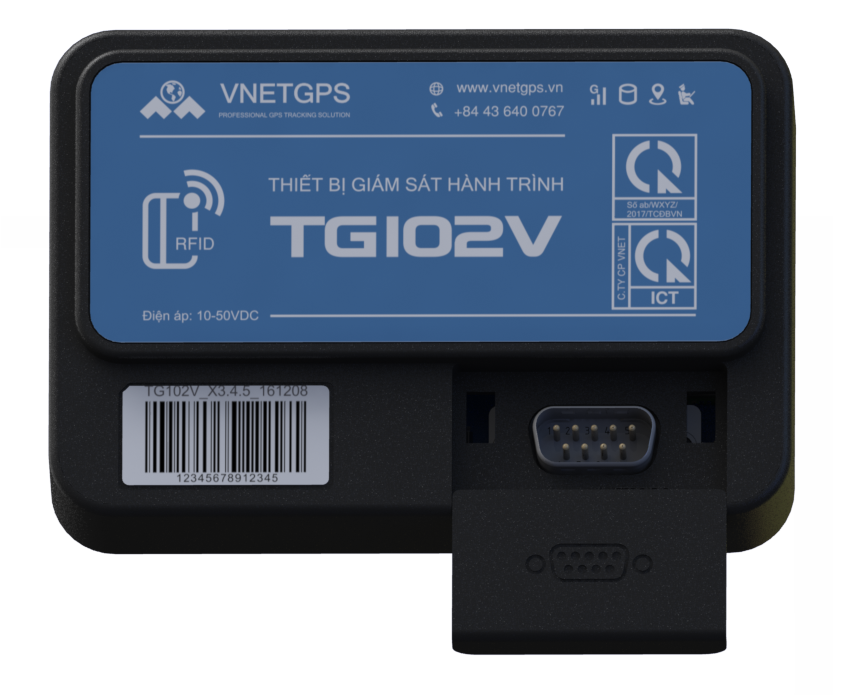 VNETGPS
PROFESSIONAL GPS TRACKING SOLUTION
www.vnetgps.vn
+84 43 640 0767
G
THIẾT BỊ GIÁM SÁT HÀNH TRÌNH
TG102V
RFID
Số ab/WXYZ/
2017/TCĐBVN
C.TY CP VNET
ICT
Điện áp: 10-50VDC
TG102V_X3.4.5_161208
12345678912345